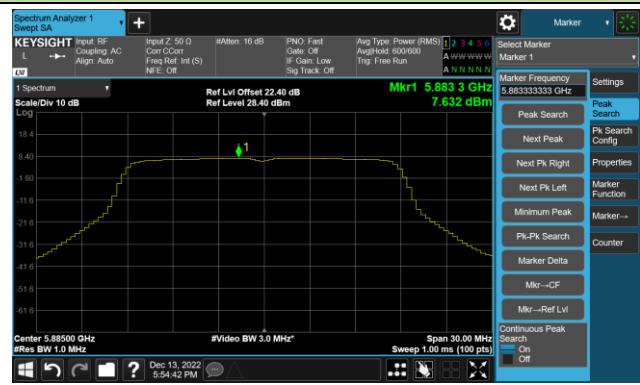 Spectrum Analyzer 1
Swept SA
Marker
KEYSIGHT
L
Input: RF
Coupling: AC
Align: Auto
Input Z: 50 Ω
Corr CCorr
Freq Ref: Int (S)
NFE: Off
#Atten: 16 dB
PNO: Fast
Gate: Off
IF Gain: Low
Sig Track: Off
Avg Type: Power (RMS)
Avg|Hold: 600/600
Trig: Free Run
1 2 3 4 5 6
A W W W W W
A N N N N N
LXI
Select Marker
Marker 1
1 Spectrum
Scale/Div 10 dB
Log
Ref Lvl Offset 22.40 dB
Ref Level 28.40 dBm
Mkr1 5.883 3 GHz
7.632 dBm
1
18.4
8.40
-1.60
-11.6
-21.6
-31.6
-41.6
-51.6
-61.6
Center 5.88500 GHz
#Res BW 1.0 MHz
#Video BW 3.0 MHz*
Span 30.00 MHz
Sweep 1.00 ms (100 pts)
Marker Frequency
5.883333333 GHz
Peak Search
Next Peak
Next Pk Right
Next Pk Left
Minimum Peak
Pk-Pk Search
Marker Delta
Mkr→CF
Mkr→Ref Lvl
Continuous Peak
Search
On
Off
Settings
Peak
Search
Pk Search
Config
Properties
Marker
Function
Marker→
Counter
?
Dec 13, 2022
5:54:42 PM